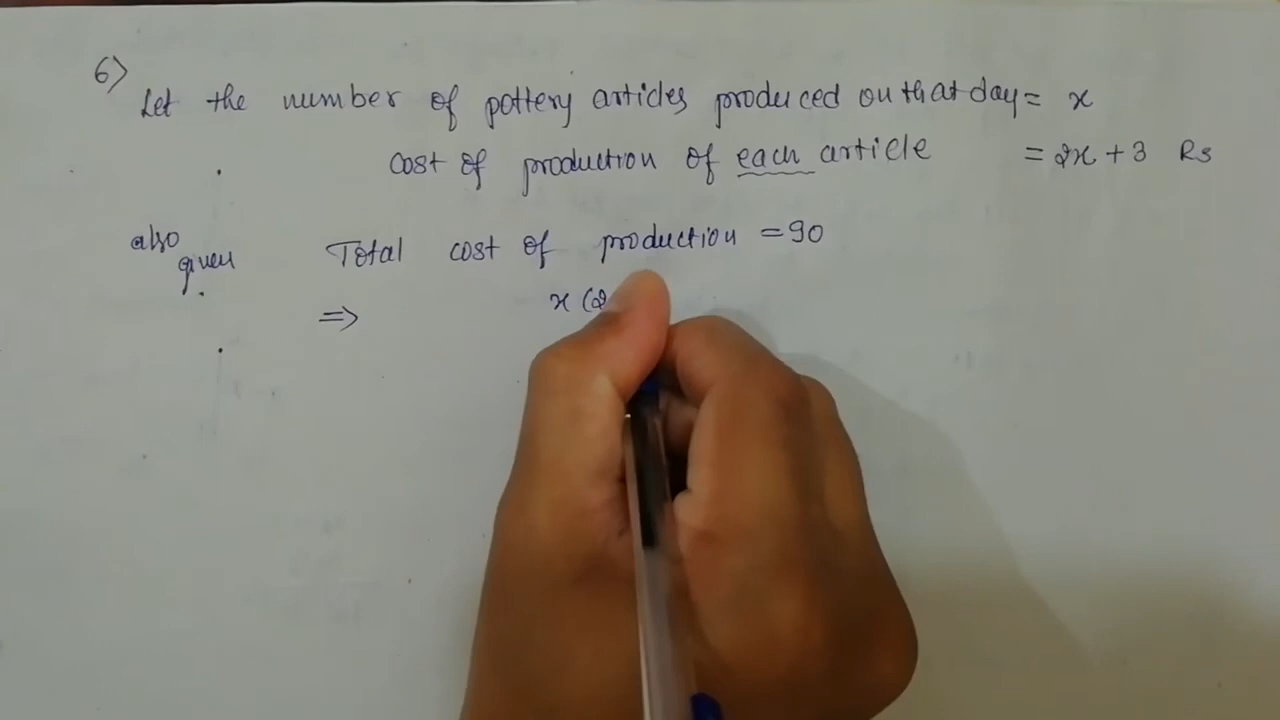 6)
Let the number of pottery articles produced on that day = x
cost of production of each article = 2x + 3 Rs
also given Total cost of production = 90
=> x (2